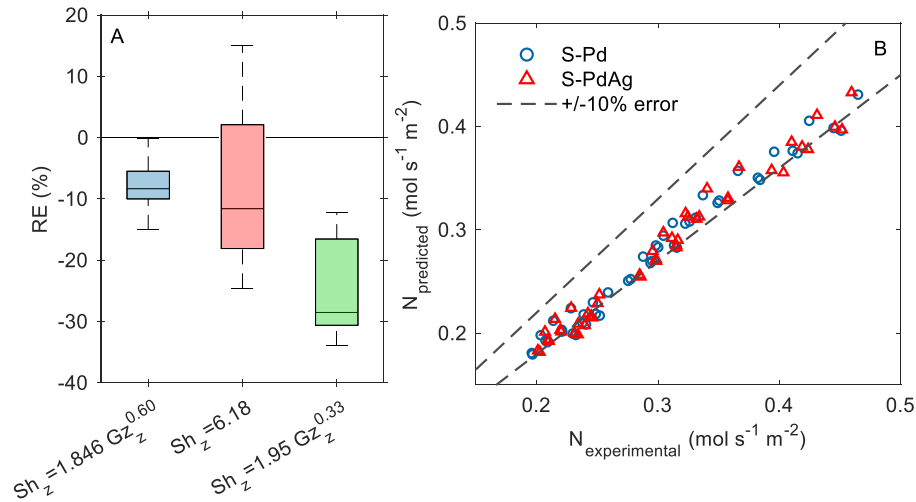 A
RE (%)
20
10
0
-10
-20
-30
-40
Sh_z=1.846 Gz_z^0.60
Sh_z=6.18
Sh_z=1.95 Gz_z^0.33
B
N_predicted (mol s^-1 m^-2)
0.5
0.4
0.3
0.2
S-Pd
S-PdAg
+/-10% error
0.2 0.3 0.4 0.5
N_experimental (mol s^-1 m^-2)